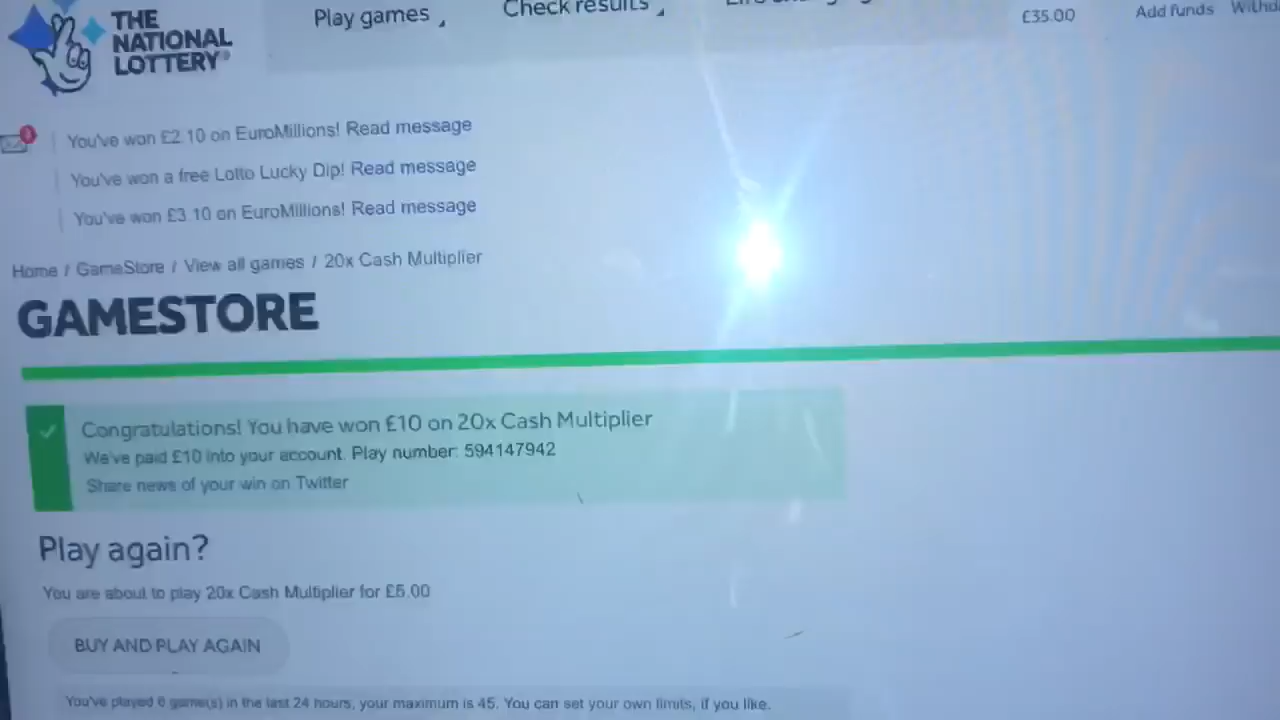 THE
NATIONAL
LOTTERY®
Play games
Check results
£35.00
Add funds
3
You've won £2.10 on EuroMillions! Read message
You've won a free Lotto Lucky Dip! Read message
You've won £3.10 on EuroMillions! Read message
Home / GameStore / View all games / 20x Cash Multiplier
GAMESTORE
Congratulations! You have won £10 on 20x Cash Multiplier
We've paid £10 into your account. Play number: 594147942
Share news of your win on Twitter
Play again?
You are about to play 20x Cash Multiplier for £5.00
BUY AND PLAY AGAIN
You've played 6 game(s) in the last 24 hours, your maximum is 45. You can set your own limits, if you like.